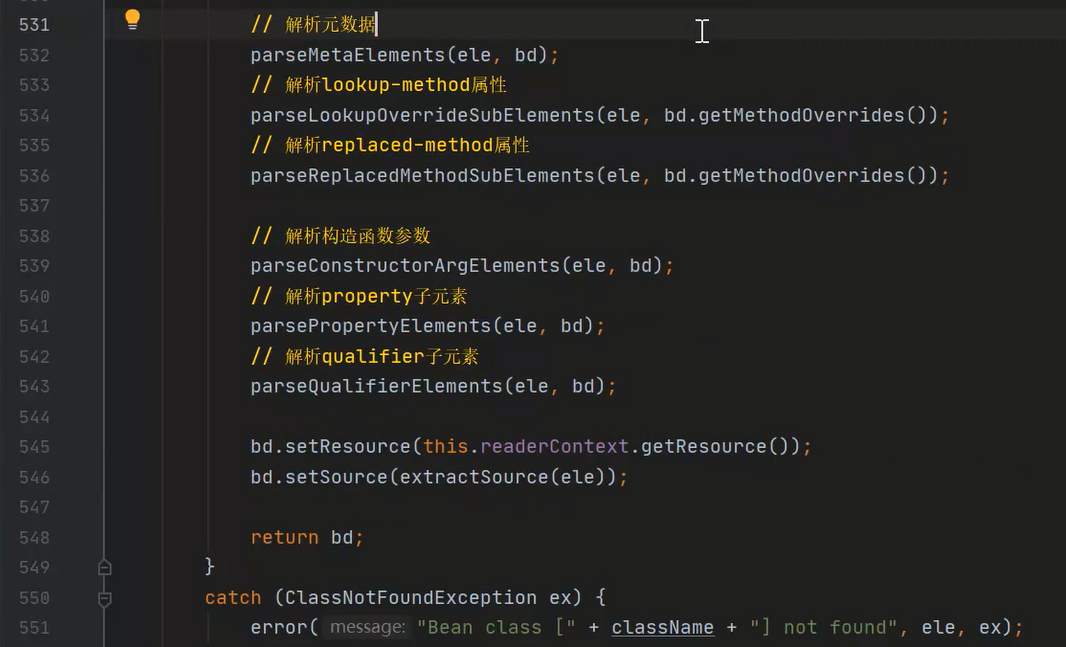 531 // 解析元数据
532 parseMetaElements(ele, bd);
533 // 解析lookup-method属性
534 parseLookupOverrideSubElements(ele, bd.getMethodOverrides());
535 // 解析replaced-method属性
536 parseReplacedMethodSubElements(ele, bd.getMethodOverrides());
537
538 // 解析构造函数参数
539 parseConstructorArgElements(ele, bd);
540 // 解析property子元素
541 parsePropertyElements(ele, bd);
542 // 解析qualifier子元素
543 parseQualifierElements(ele, bd);
544
545 bd.setResource(this.readerContext.getResource());
546 bd.setSource(extractSource(ele));
547
548 return bd;
549 }
550 catch (ClassNotFoundException ex) {
551 error( message: "Bean class [" + className + "] not found", ele, ex);